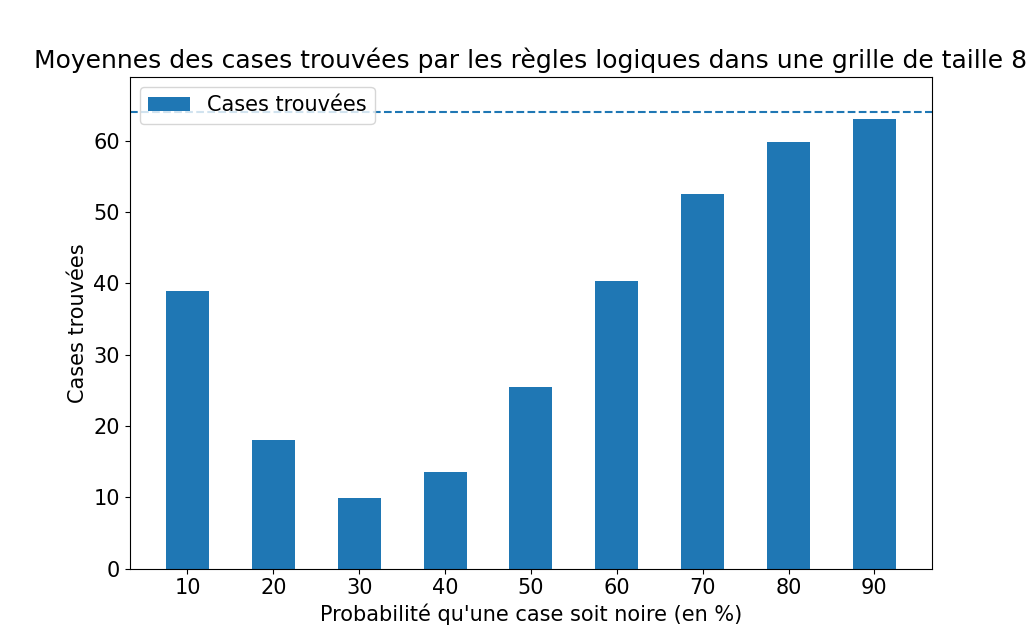 Moyennes des cases trouvées par les règles logiques dans une grille de taille 8
Cases trouvées
Cases trouvées
60
50
40
30
20
10
0
10 20 30 40 50 60 70 80 90
Probabilité qu'une case soit noire (en %)